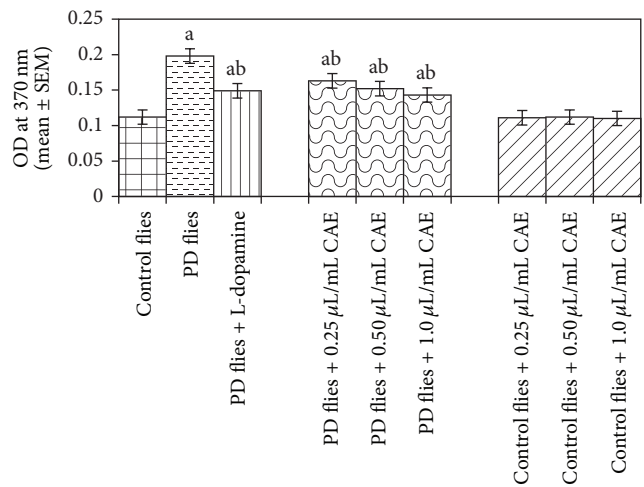 OD at 370 nm
(mean ± SEM)
0.25
0.2
0.15
0.1
0.05
0
a
ab
ab
ab
ab
Control flies
PD flies
PD flies + L-dopamine
PD flies + 0.25 μL/mL CAE
PD flies + 0.50 μL/mL CAE
PD flies + 1.0 μL/mL CAE
Control flies + 0.25 μL/mL CAE
Control flies + 0.50 μL/mL CAE
Control flies + 1.0 μL/mL CAE